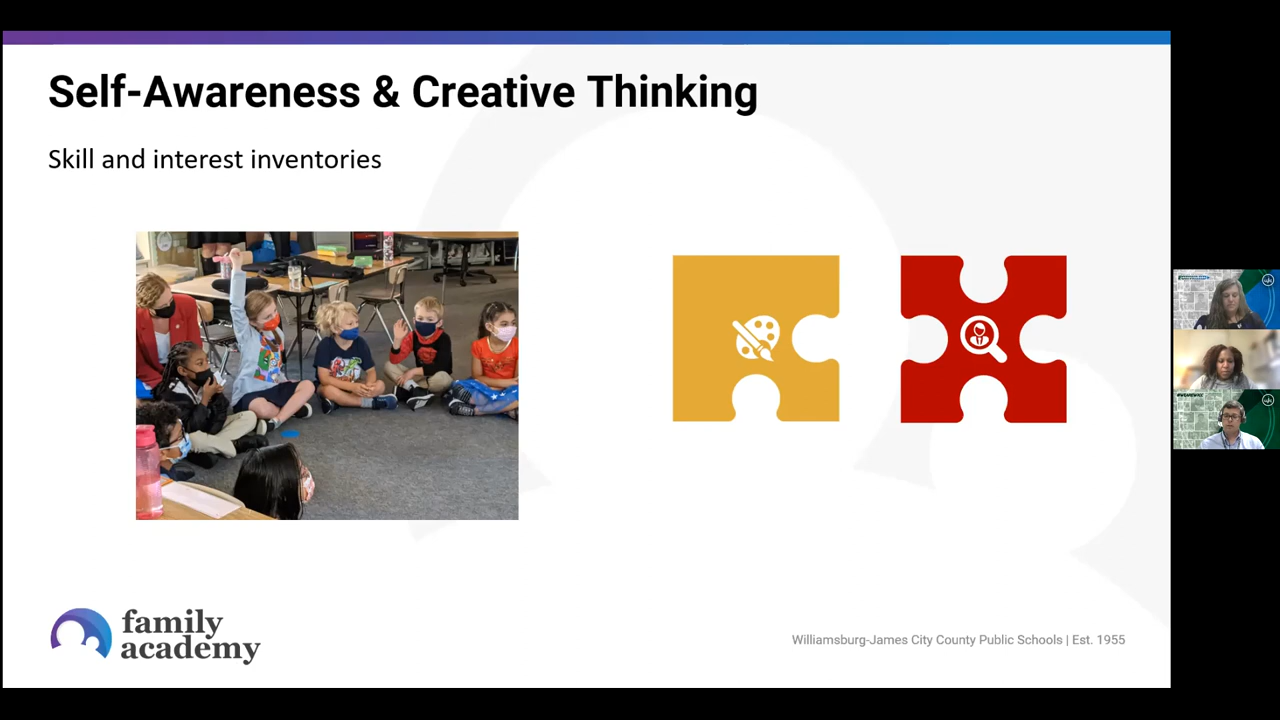 Self-Awareness & Creative Thinking
Skill and interest inventories
family
academy
Williamsburg-James City County Public Schools | Est. 1955